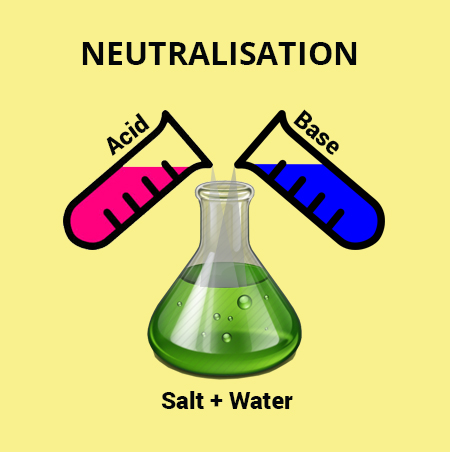 NEUTRALISATION
Acid
Base
Salt + Water